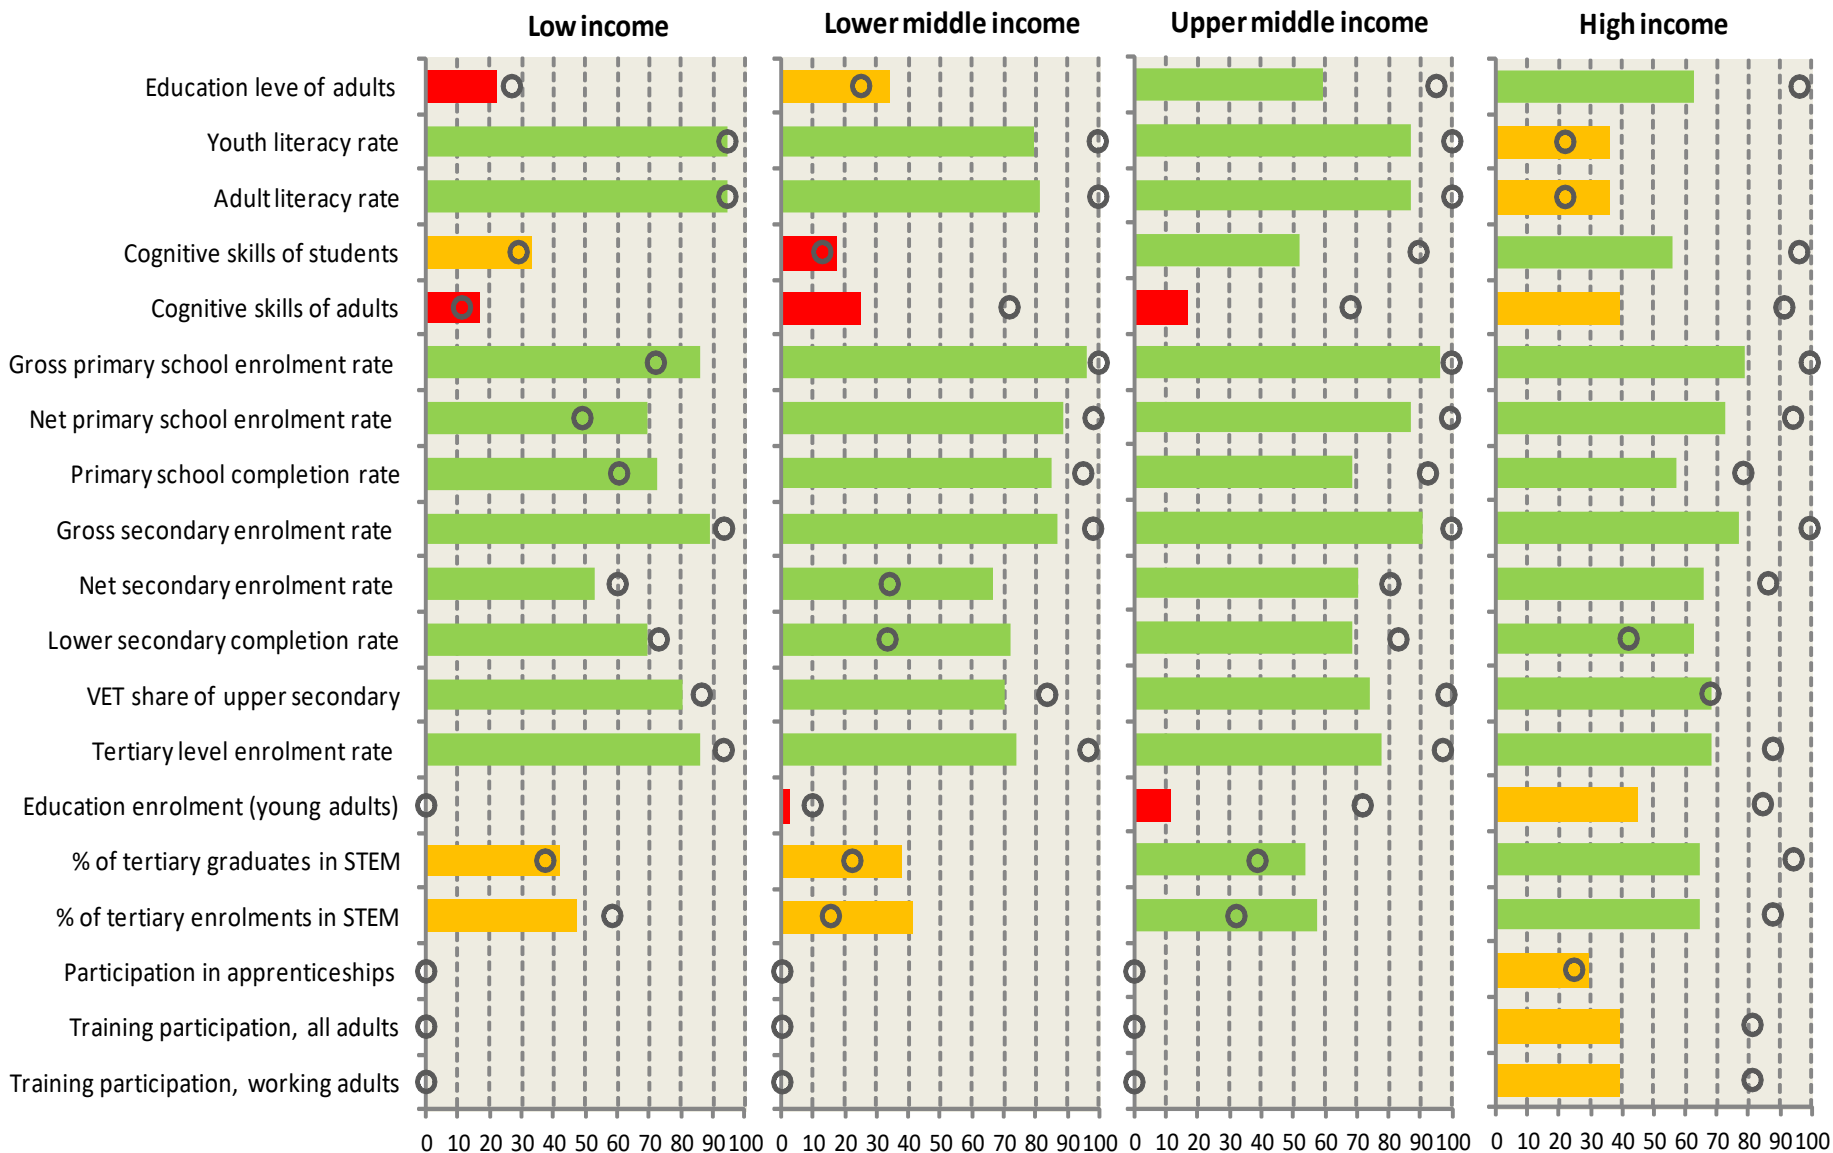 Low income
Lower middle income
Upper middle income
High income
Education leve of adults
Youth literacy rate
Adult literacy rate
Cognitive skills of students
Cognitive skills of adults
Gross primary school enrolment rate
Net primary school enrolment rate
Primary school completion rate
Gross secondary enrolment rate
Net secondary enrolment rate
Lower secondary completion rate
VET share of upper secondary
Tertiary level enrolment rate
Education enrolment (young adults)
% of tertiary graduates in STEM
% of tertiary enrolments in STEM
Participation in apprenticeships
Training participation, all adults
Training participation, working adults
0 10 20 30 40 50 60 70 80 90 100
0 10 20 30 40 50 60 70 80 90 100
0 10 20 30 40 50 60 70 80 90 100
0 10 20 30 40 50 60 70 80 90 100